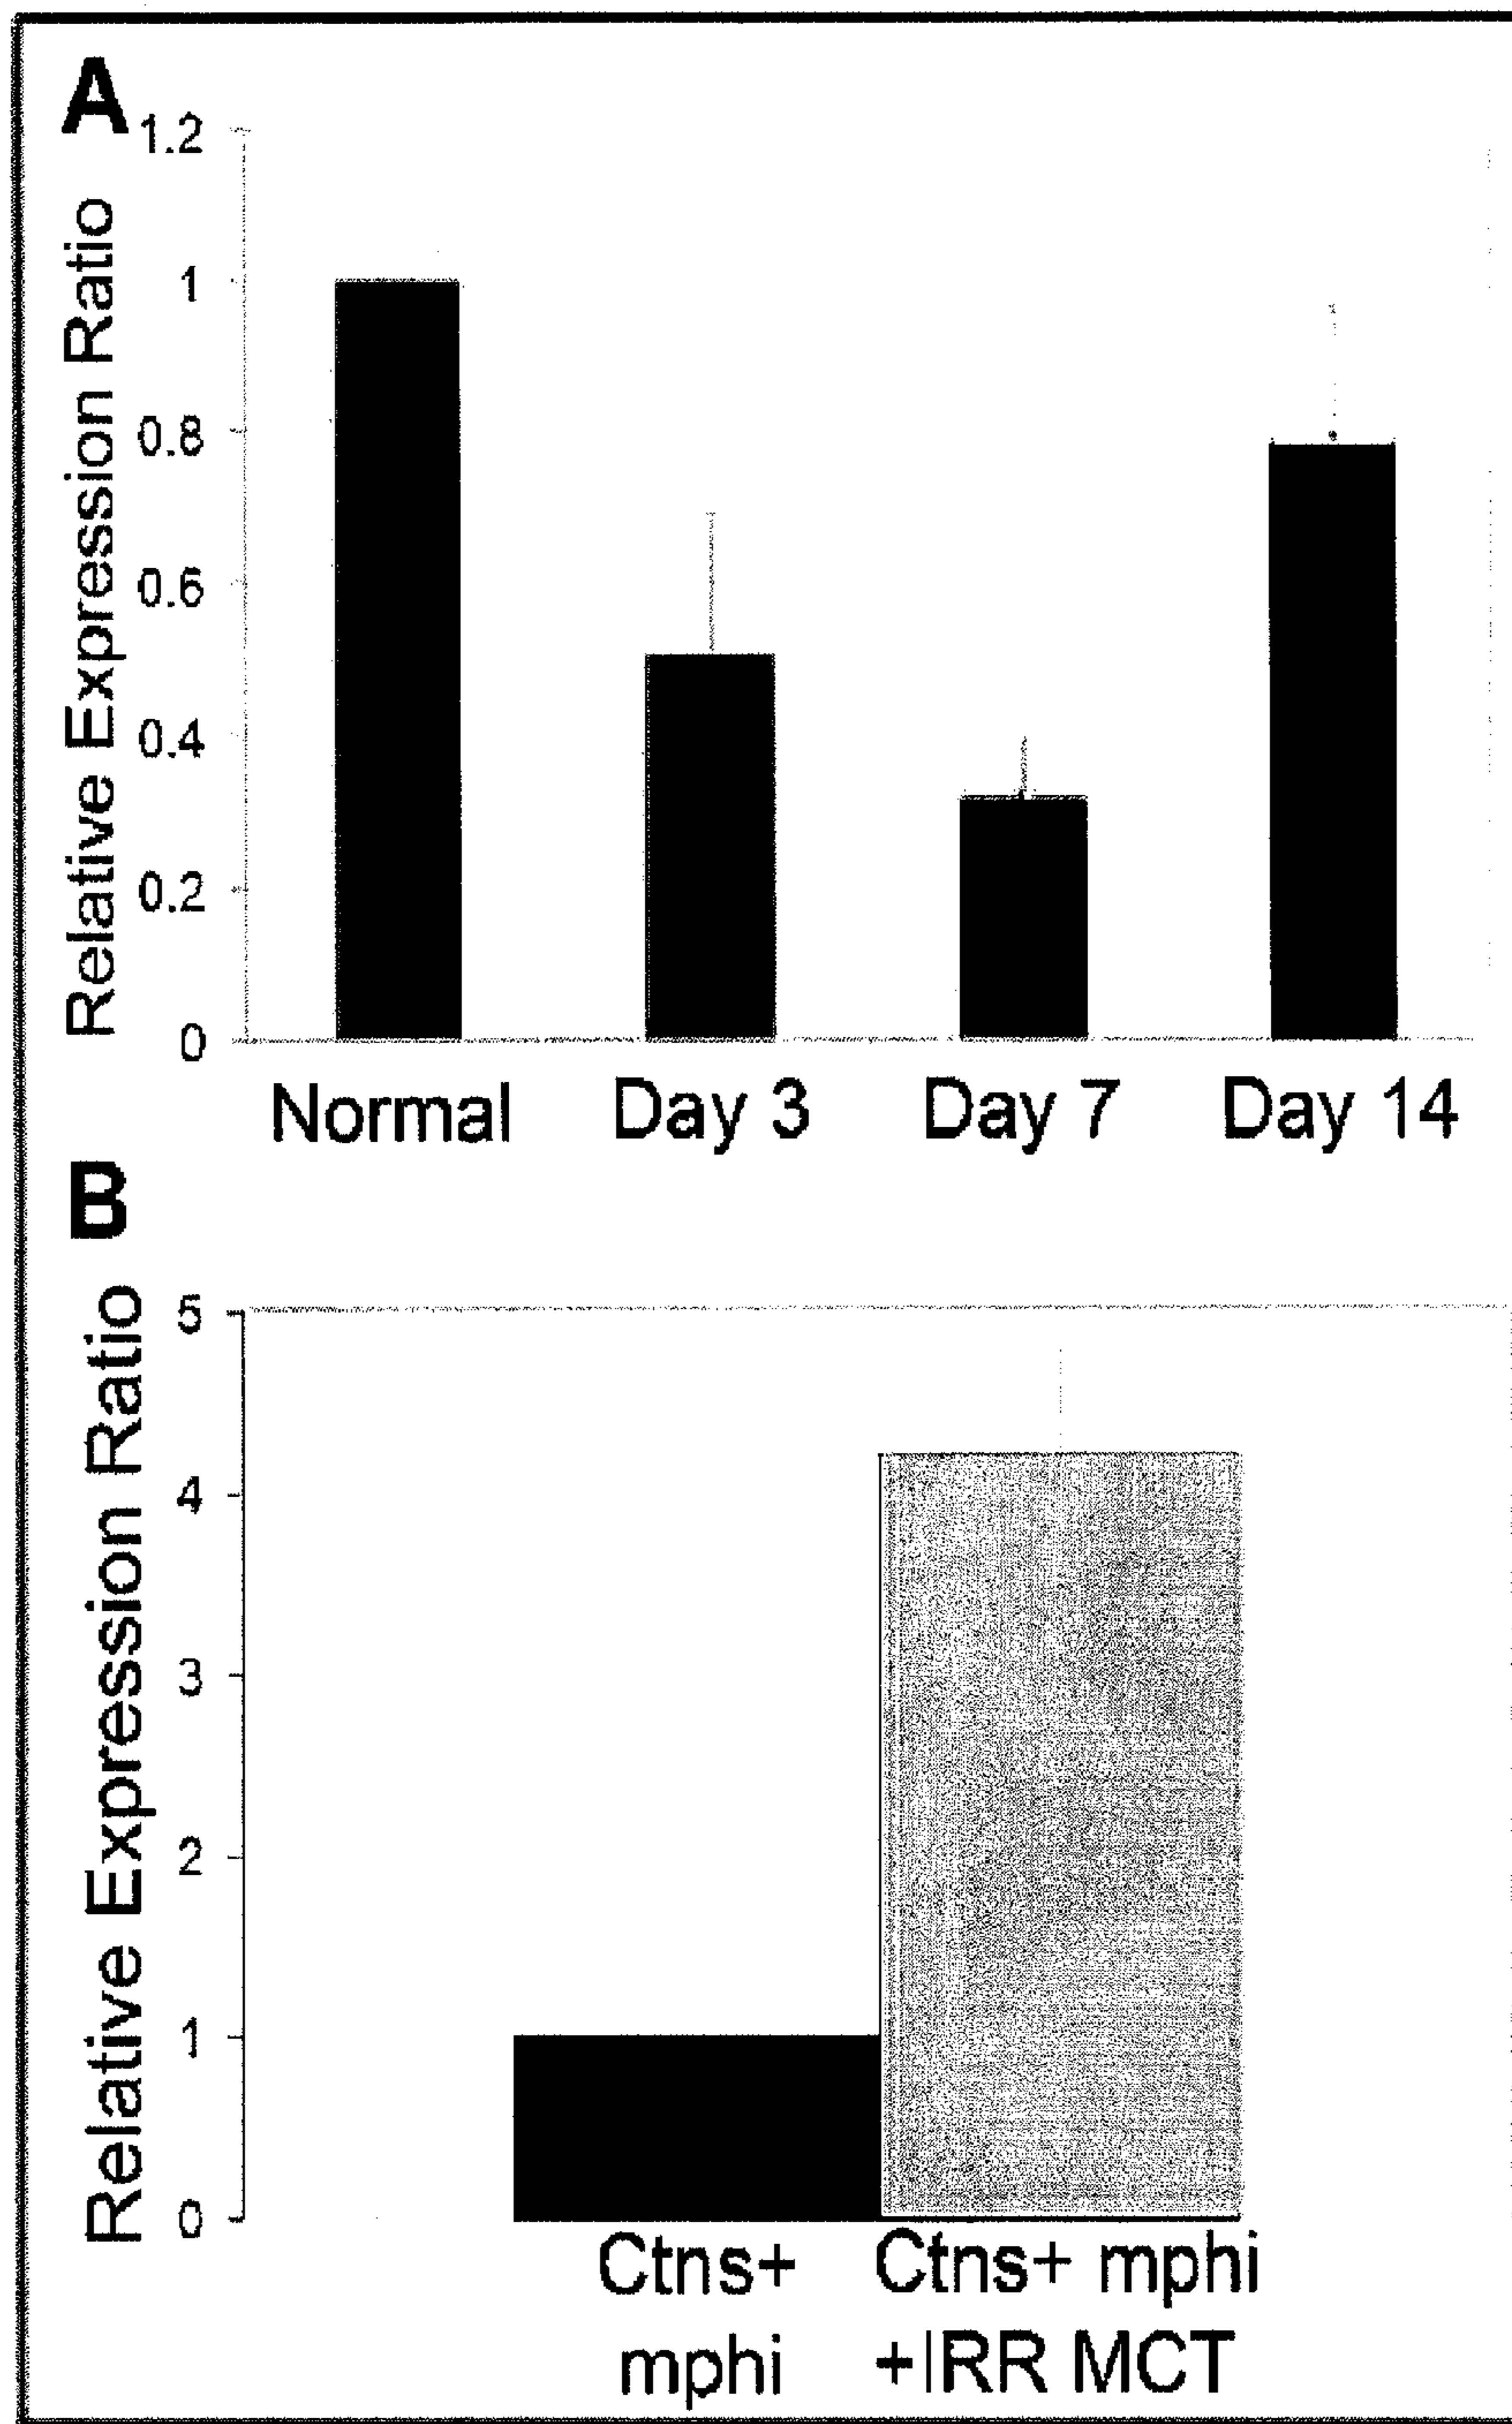 A
Relative Expression Ratio
1.2
1
0.8
0.6
0.4
0.2
0
Normal Day 3 Day 7 Day 14
B
Relative Expression Ratio
5
4
3
2
1
0
Ctns+ Ctns+ mphi
mphi +IRR MCT